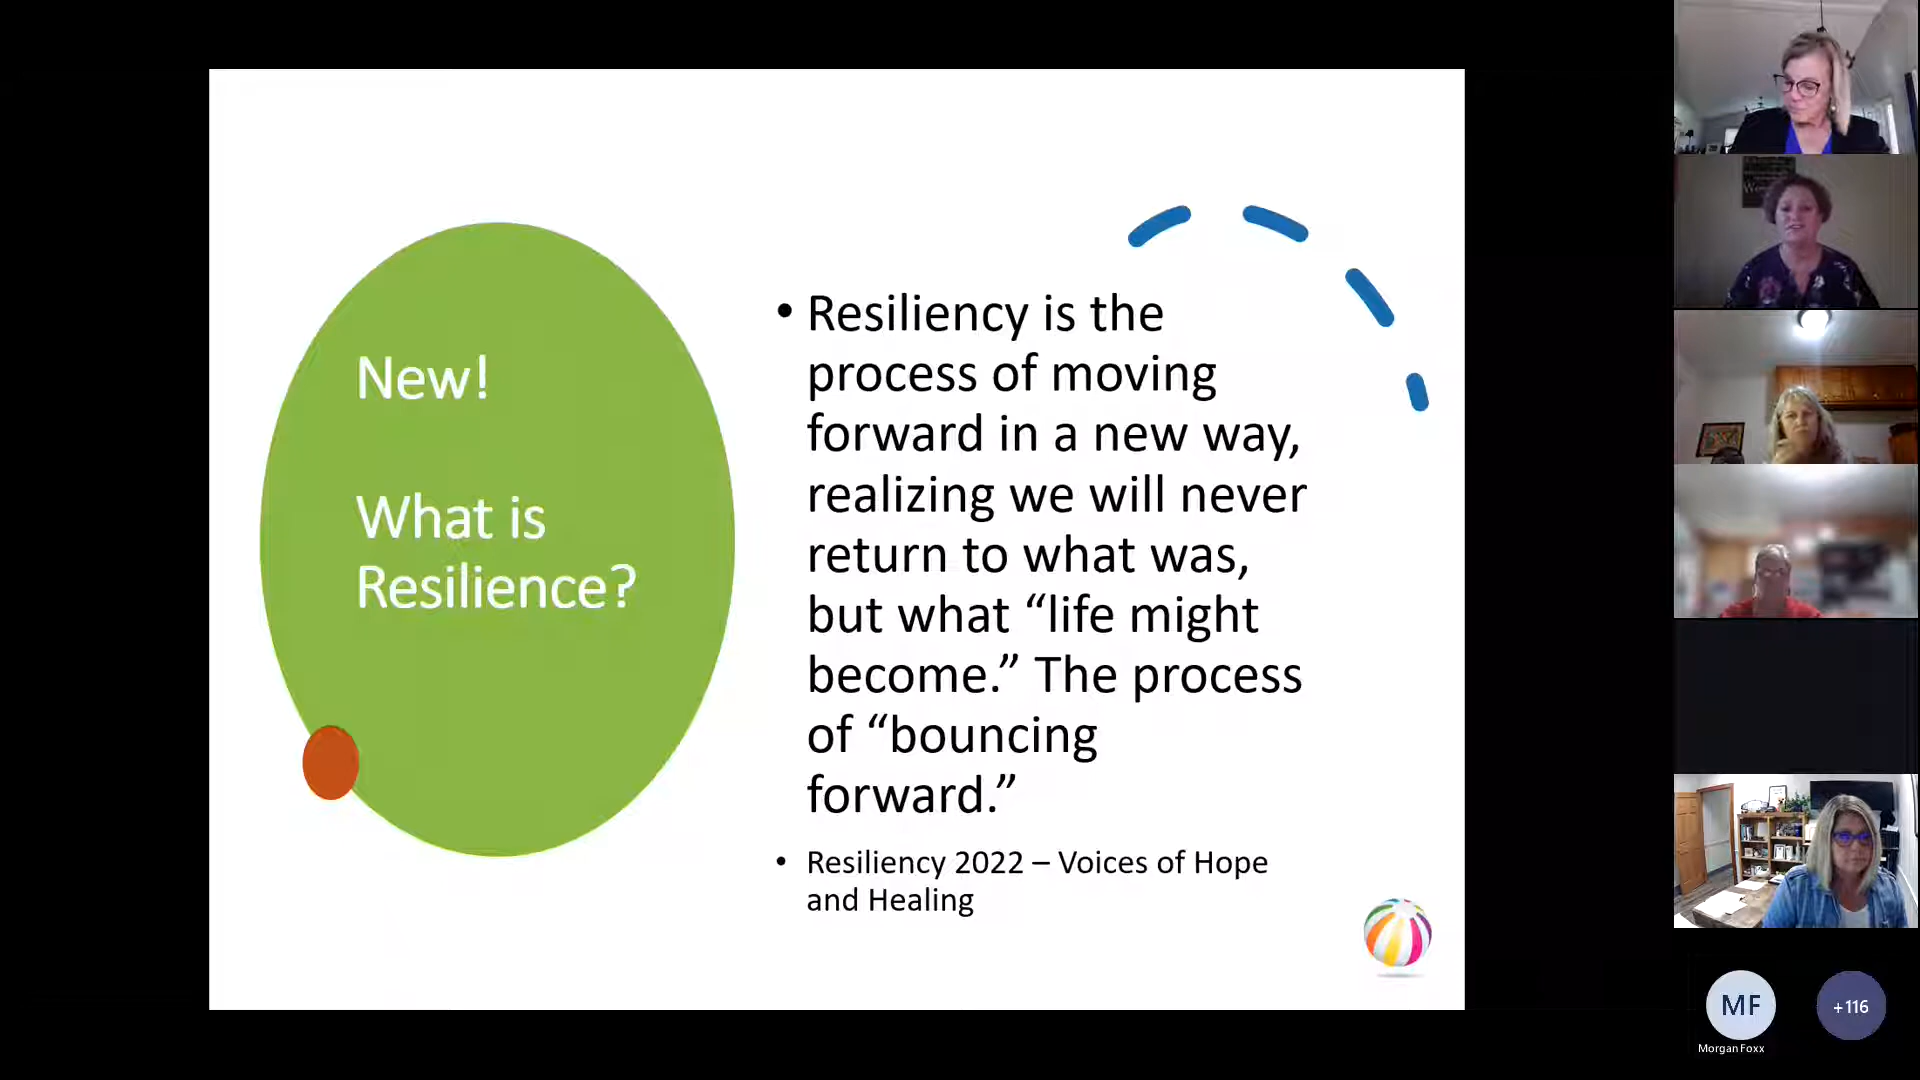 New!
What is
Resilience?
• Resiliency is the
process of moving
forward in a new way,
realizing we will never
return to what was,
but what “life might
become.” The process
of “bouncing
forward.”
• Resiliency 2022 – Voices of Hope
and Healing
MF
+116
Morgan Foxx